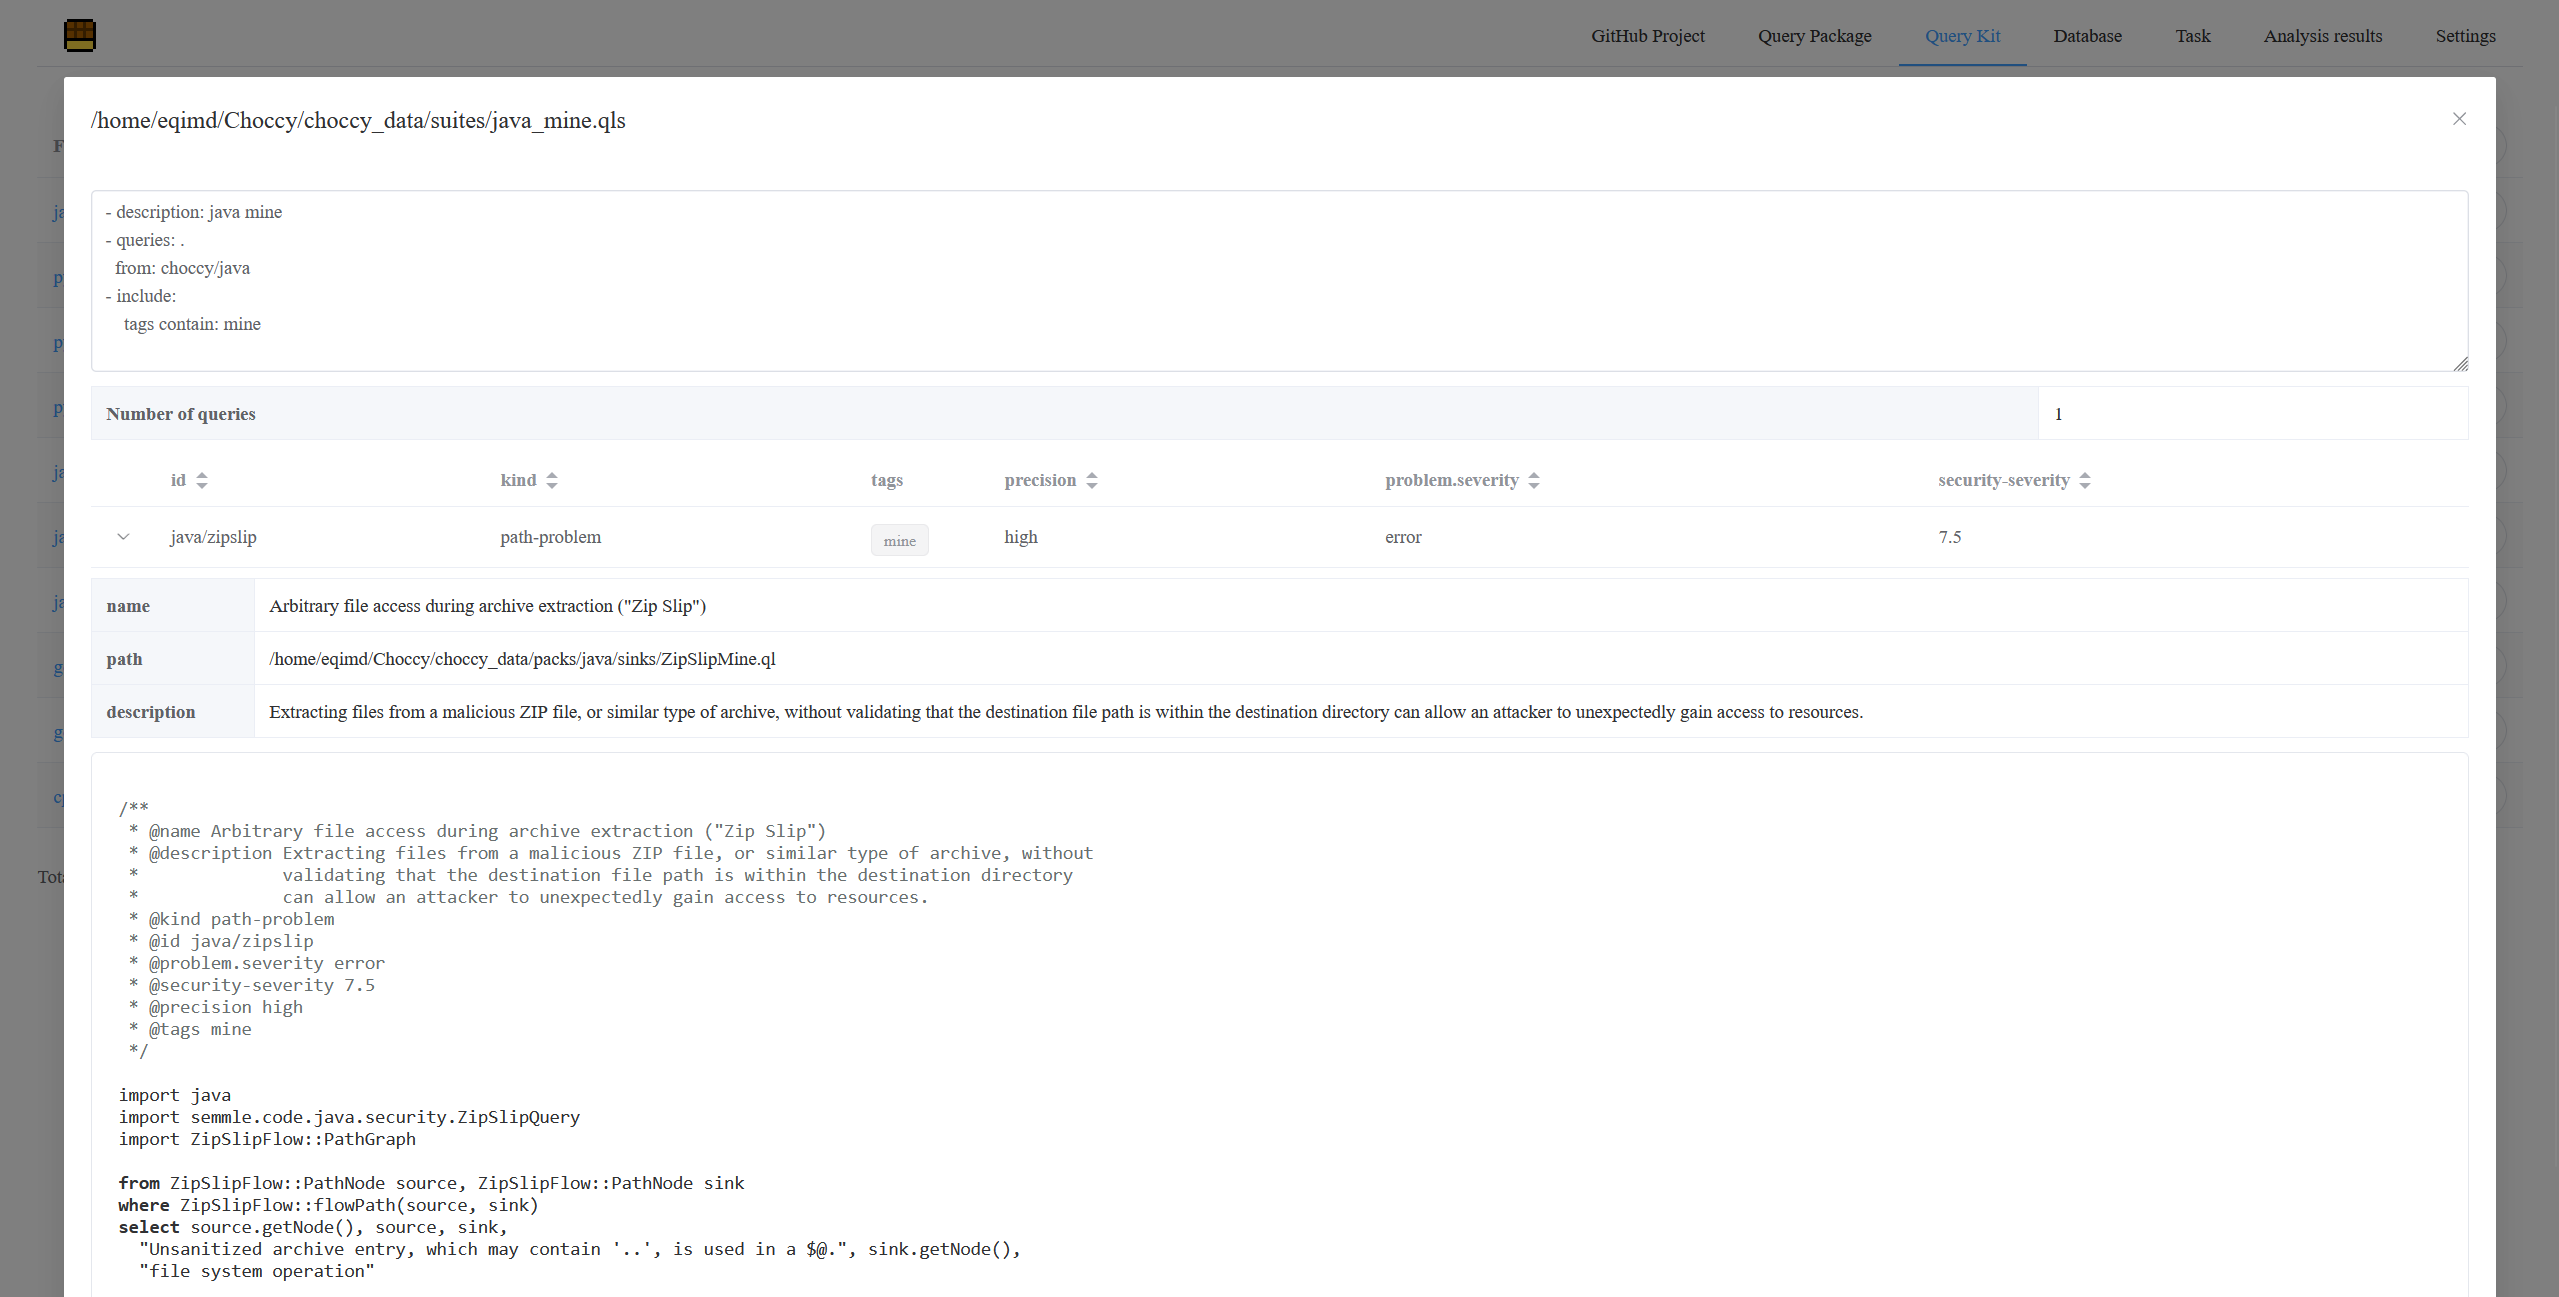 GitHub Project Query Package Query Kit Database Task Analysis results Settings
/home/eqimd/Choccy/choccy_data/suites/java_mine.qls
- description: java mine
- queries: .
from: choccy/java
- include:
tags contain: mine
Number of queries 1
id kind tags precision problem.severity security-severity
java/zipslip path-problem mine high error 7.5
name Arbitrary file access during archive extraction ("Zip Slip")
path /home/eqimd/Choccy/choccy_data/packs/java/sinks/ZipSlipMine.ql
description Extracting files from a malicious ZIP file, or similar type of archive, without validating that the destination file path is within the destination directory can allow an attacker to unexpectedly gain access to resources.
/**
* @name Arbitrary file access during archive extraction ("Zip Slip")
* @description Extracting files from a malicious ZIP file, or similar type of archive, without
* validating that the destination file path is within the destination directory
* can allow an attacker to unexpectedly gain access to resources.
* @kind path-problem
* @id java/zipslip
* @problem.severity error
* @security-severity 7.5
* @precision high
* @tags mine
*/
import java
import semmle.code.java.security.ZipSlipQuery
import ZipSlipFlow::PathGraph
from ZipSlipFlow::PathNode source, ZipSlipFlow::PathNode sink
where ZipSlipFlow::flowPath(source, sink)
select source.getNode(), source, sink,
"Unsanitized archive entry, which may contain '..', is used in a $@.", sink.getNode(),
"file system operation"